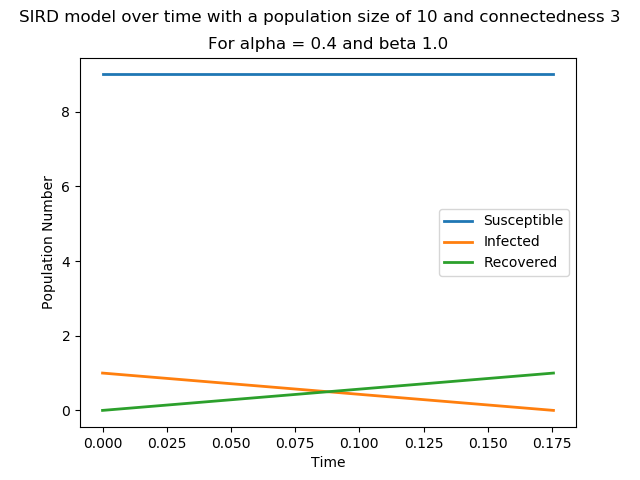 SIRD model over time with a population size of 10 and connectedness 3
For alpha = 0.4 and beta 1.0
8
6
4
2
0
Population Number
Susceptible
Infected
Recovered
0.000 0.025 0.050 0.075 0.100 0.125 0.150 0.175
Time